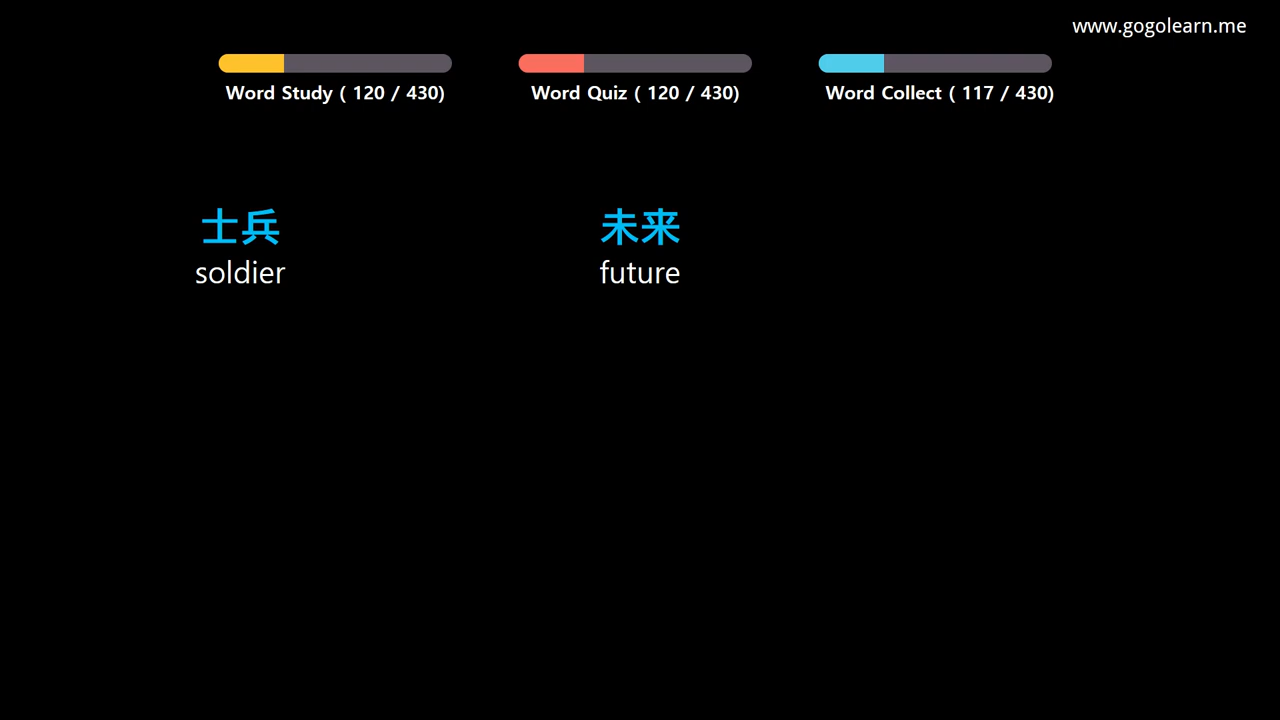 www.gogolearn.me
Word Study ( 120 / 430)
Word Quiz ( 120 / 430)
Word Collect ( 117 / 430)
士兵
soldier
未来
future